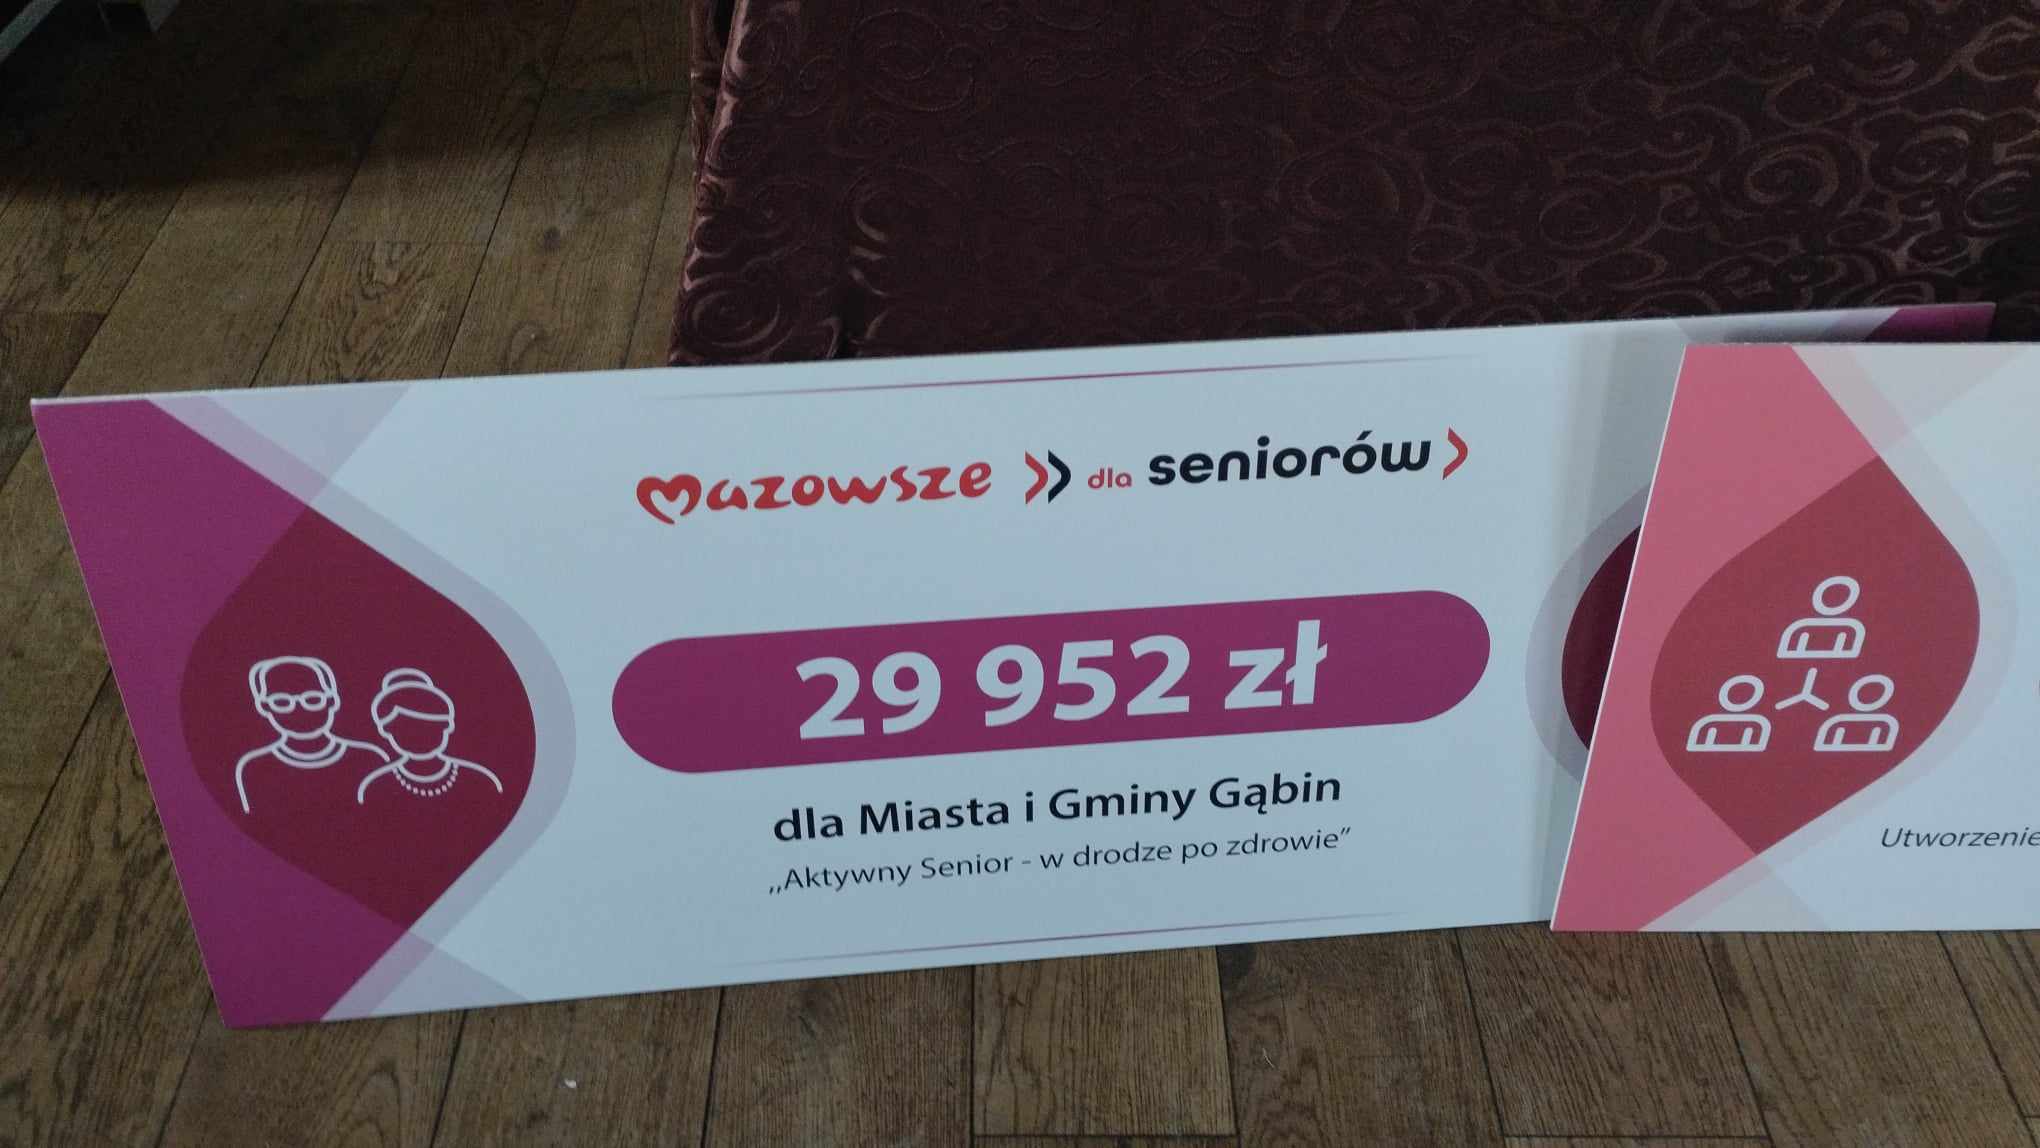 mazowsze dla seniorów
29 952 zł
dla Miasta i Gminy Gąbin
,,Aktywny Senior - w drodze po zdrowie”
Utworzenie